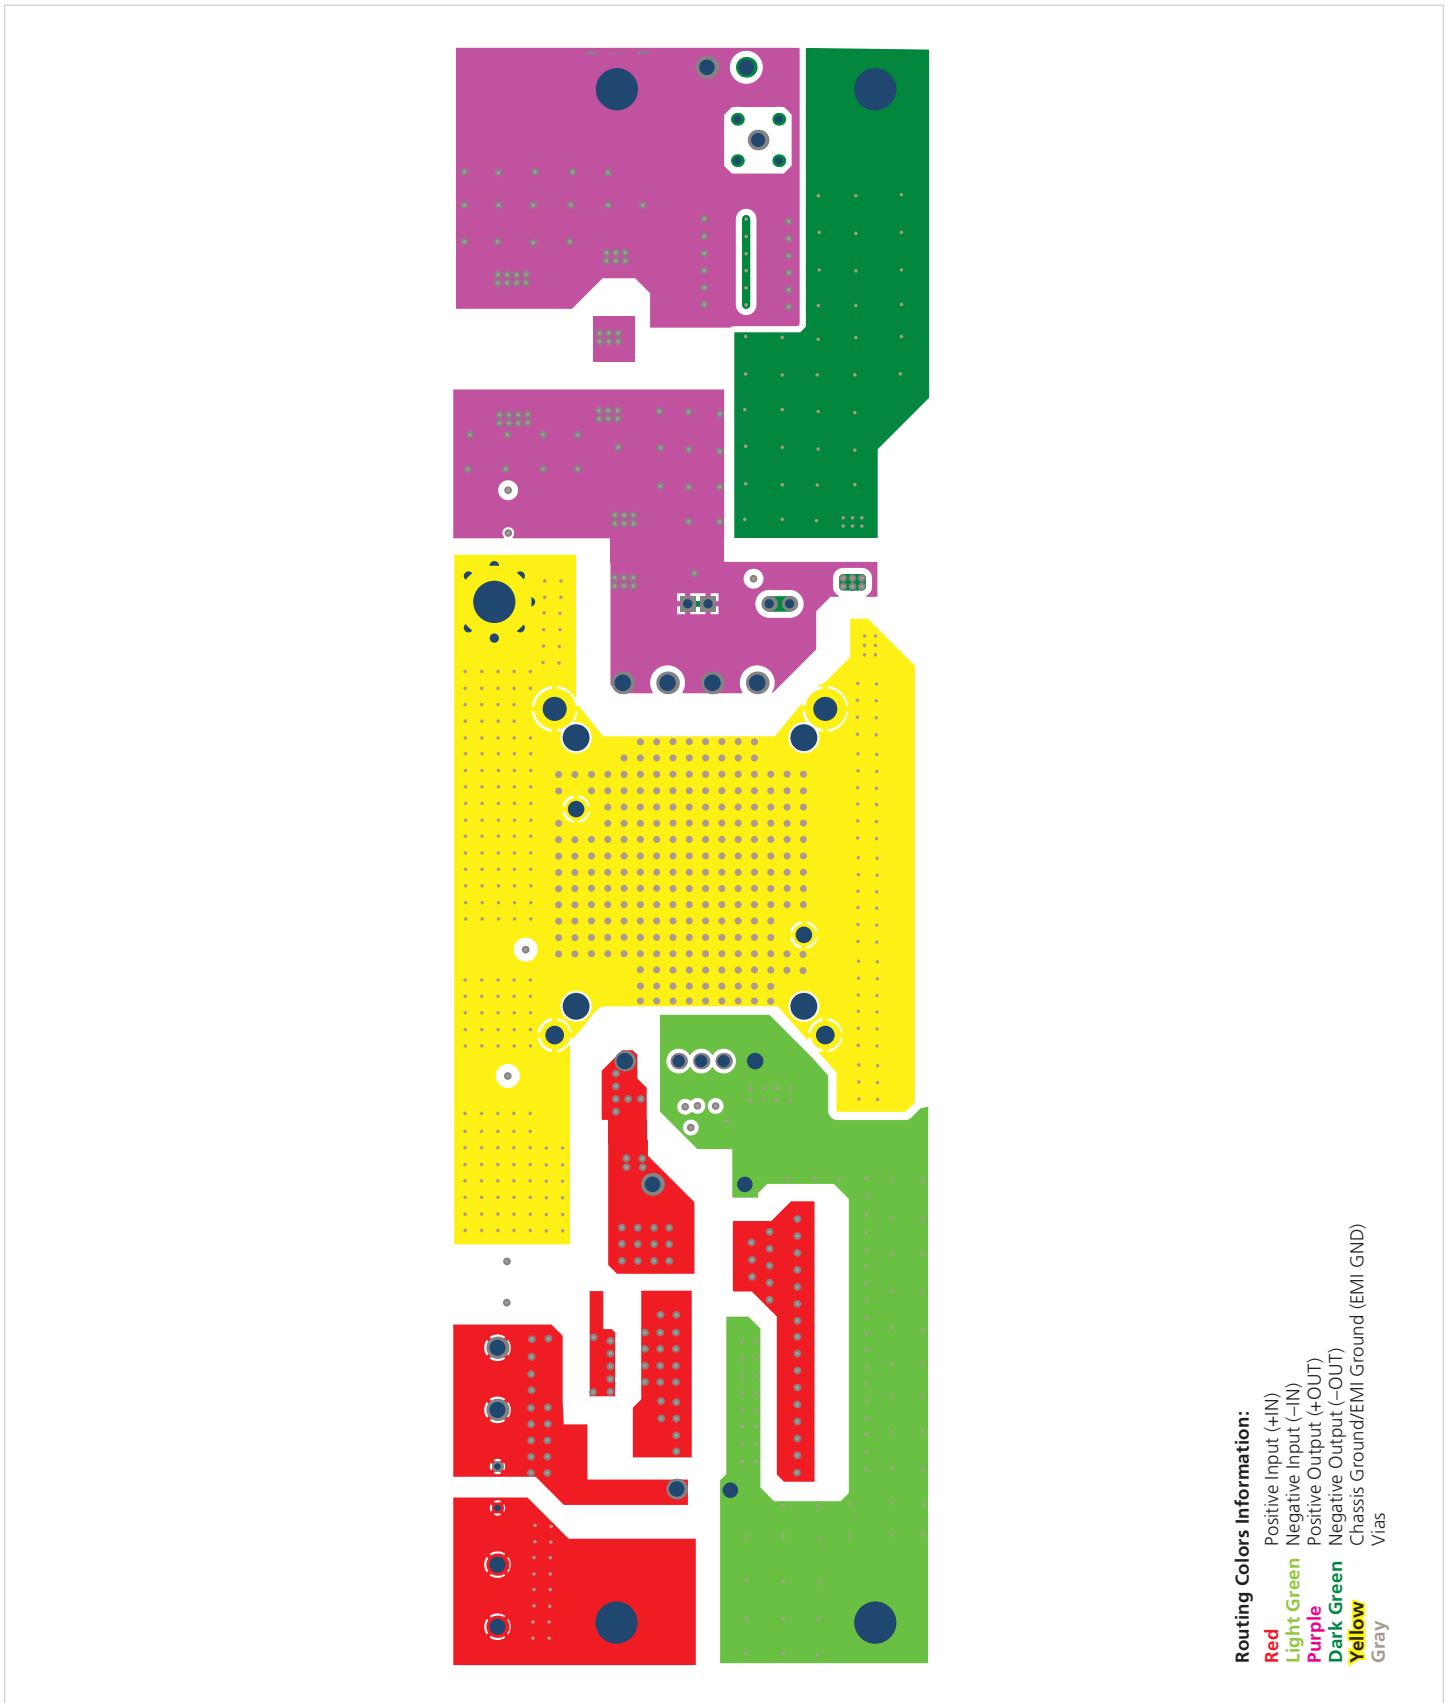 Routing Colors Information:
Red Positive Input (+IN)
Light Green Negative Input (–IN)
Purple Positive Output (+OUT)
Dark Green Negative Output (–OUT)
Yellow Chassis Ground/EMI Ground (EMI GND)
Gray Vias